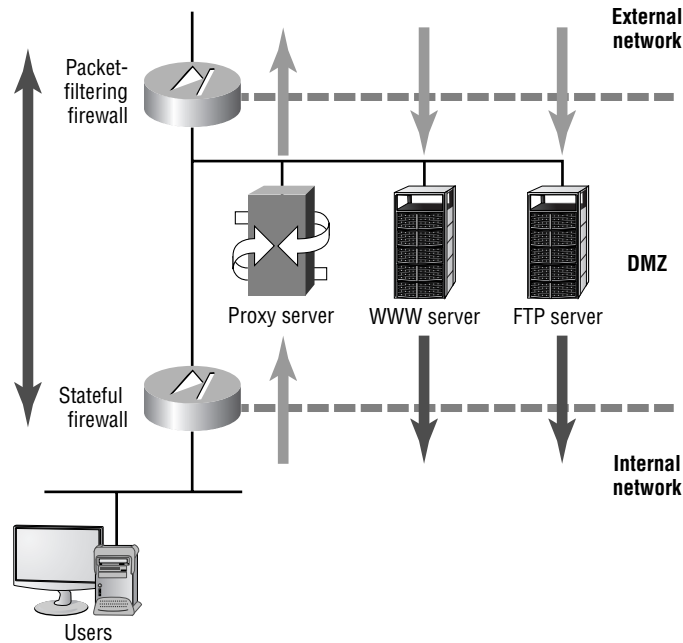 External
network
Packet-
filtering
firewall
DMZ
Proxy server
WWW server
FTP server
Stateful
firewall
Internal
network
Users